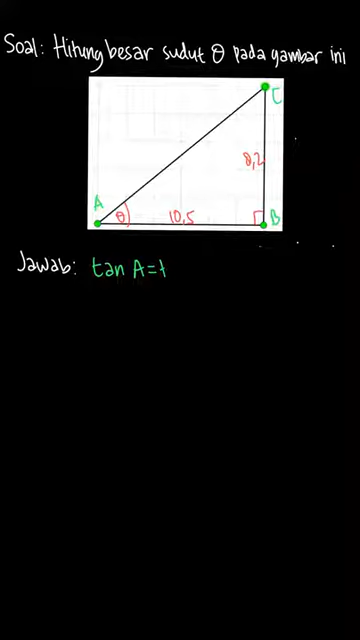 Soal: Hitung besar sudut θ pada gambar ini
C
8,2
A
θ
10,5
B
Jawab: tan A = t